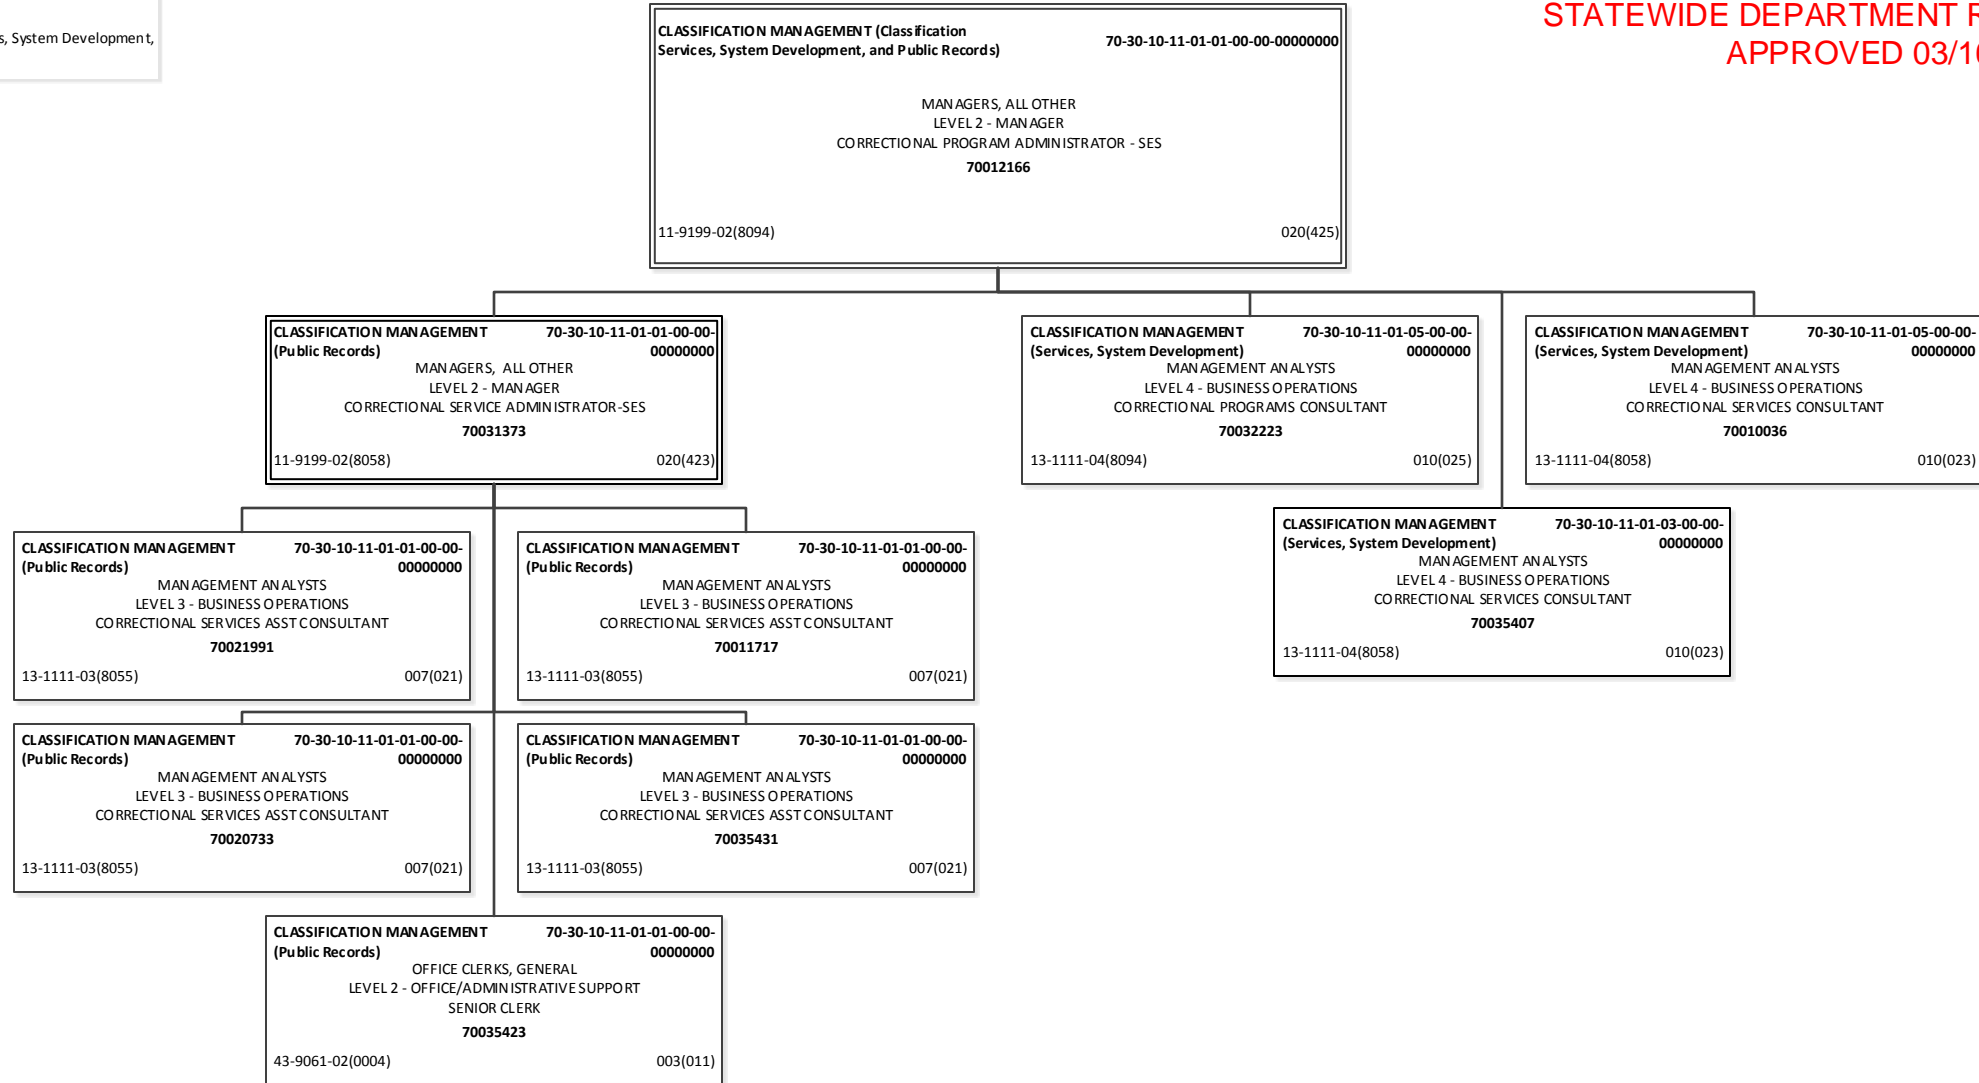 s, System Development,
STATEWIDE DEPARTMENT
APPROVED
CLASSIFICATION MANAGEMENT (Classification
Services, System Development, and Public Records)
70-30-10-11-01-01-00-00-00000000
MANAGERS, ALL OTHER
LEVEL 2 - MANAGER
CORRECTIONAL PROGRAM ADMINISTRATOR - SES
70012166
11-9199-02(8094)
020(425)
CLASSIFICATION MANAGEMENT
(Public Records)
70-30-10-11-01-01-00-00-
00000000
MANAGERS, ALL OTHER
LEVEL 2 - MANAGER
CORRECTIONAL SERVICE ADMINISTRATOR-SES
70031373
11-9199-02(8058)
020(423)
CLASSIFICATION MANAGEMENT
(Services, System Development)
70-30-10-11-01-05-00-00-
00000000
MANAGEMENT ANALYSTS
LEVEL 4 - BUSINESS OPERATIONS
CORRECTIONAL PROGRAMS CONSULTANT
70032223
13-1111-04(8094)
010(025)
CLASSIFICATION MANAGEMENT
(Services, System Development)
70-30-10-11-01-05-00-00-
00000000
MANAGEMENT ANALYSTS
LEVEL 4 - BUSINESS OPERATIONS
CORRECTIONAL SERVICES CONSULTANT
70010036
13-1111-04(8058)
010(023)
CLASSIFICATION MANAGEMENT
(Services, System Development)
70-30-10-11-01-03-00-00-
00000000
MANAGEMENT ANALYSTS
LEVEL 4 - BUSINESS OPERATIONS
CORRECTIONAL SERVICES CONSULTANT
70035407
13-1111-04(8058)
010(023)
CLASSIFICATION MANAGEMENT
(Public Records)
70-30-10-11-01-01-00-00-
00000000
MANAGEMENT ANALYSTS
LEVEL 3 - BUSINESS OPERATIONS
CORRECTIONAL SERVICES ASST CONSULTANT
70021991
13-1111-03(8055)
007(021)
CLASSIFICATION MANAGEMENT
(Public Records)
70-30-10-11-01-01-00-00-
00000000
MANAGEMENT ANALYSTS
LEVEL 3 - BUSINESS OPERATIONS
CORRECTIONAL SERVICES ASST CONSULTANT
70011717
13-1111-03(8055)
007(021)
CLASSIFICATION MANAGEMENT
(Public Records)
70-30-10-11-01-01-00-00-
00000000
MANAGEMENT ANALYSTS
LEVEL 3 - BUSINESS OPERATIONS
CORRECTIONAL SERVICES ASST CONSULTANT
70020733
13-1111-03(8055)
007(021)
CLASSIFICATION MANAGEMENT
(Public Records)
70-30-10-11-01-01-00-00-
00000000
MANAGEMENT ANALYSTS
LEVEL 3 - BUSINESS OPERATIONS
CORRECTIONAL SERVICES ASST CONSULTANT
70035431
13-1111-03(8055)
007(021)
CLASSIFICATION MANAGEMENT
(Public Records)
70-30-10-11-01-01-00-00-
00000000
OFFICE CLERKS, GENERAL
LEVEL 2 - OFFICE/ADMINISTRATIVE SUPPORT
SENIOR CLERK
70035423
43-9061-02(0004)
003(011)